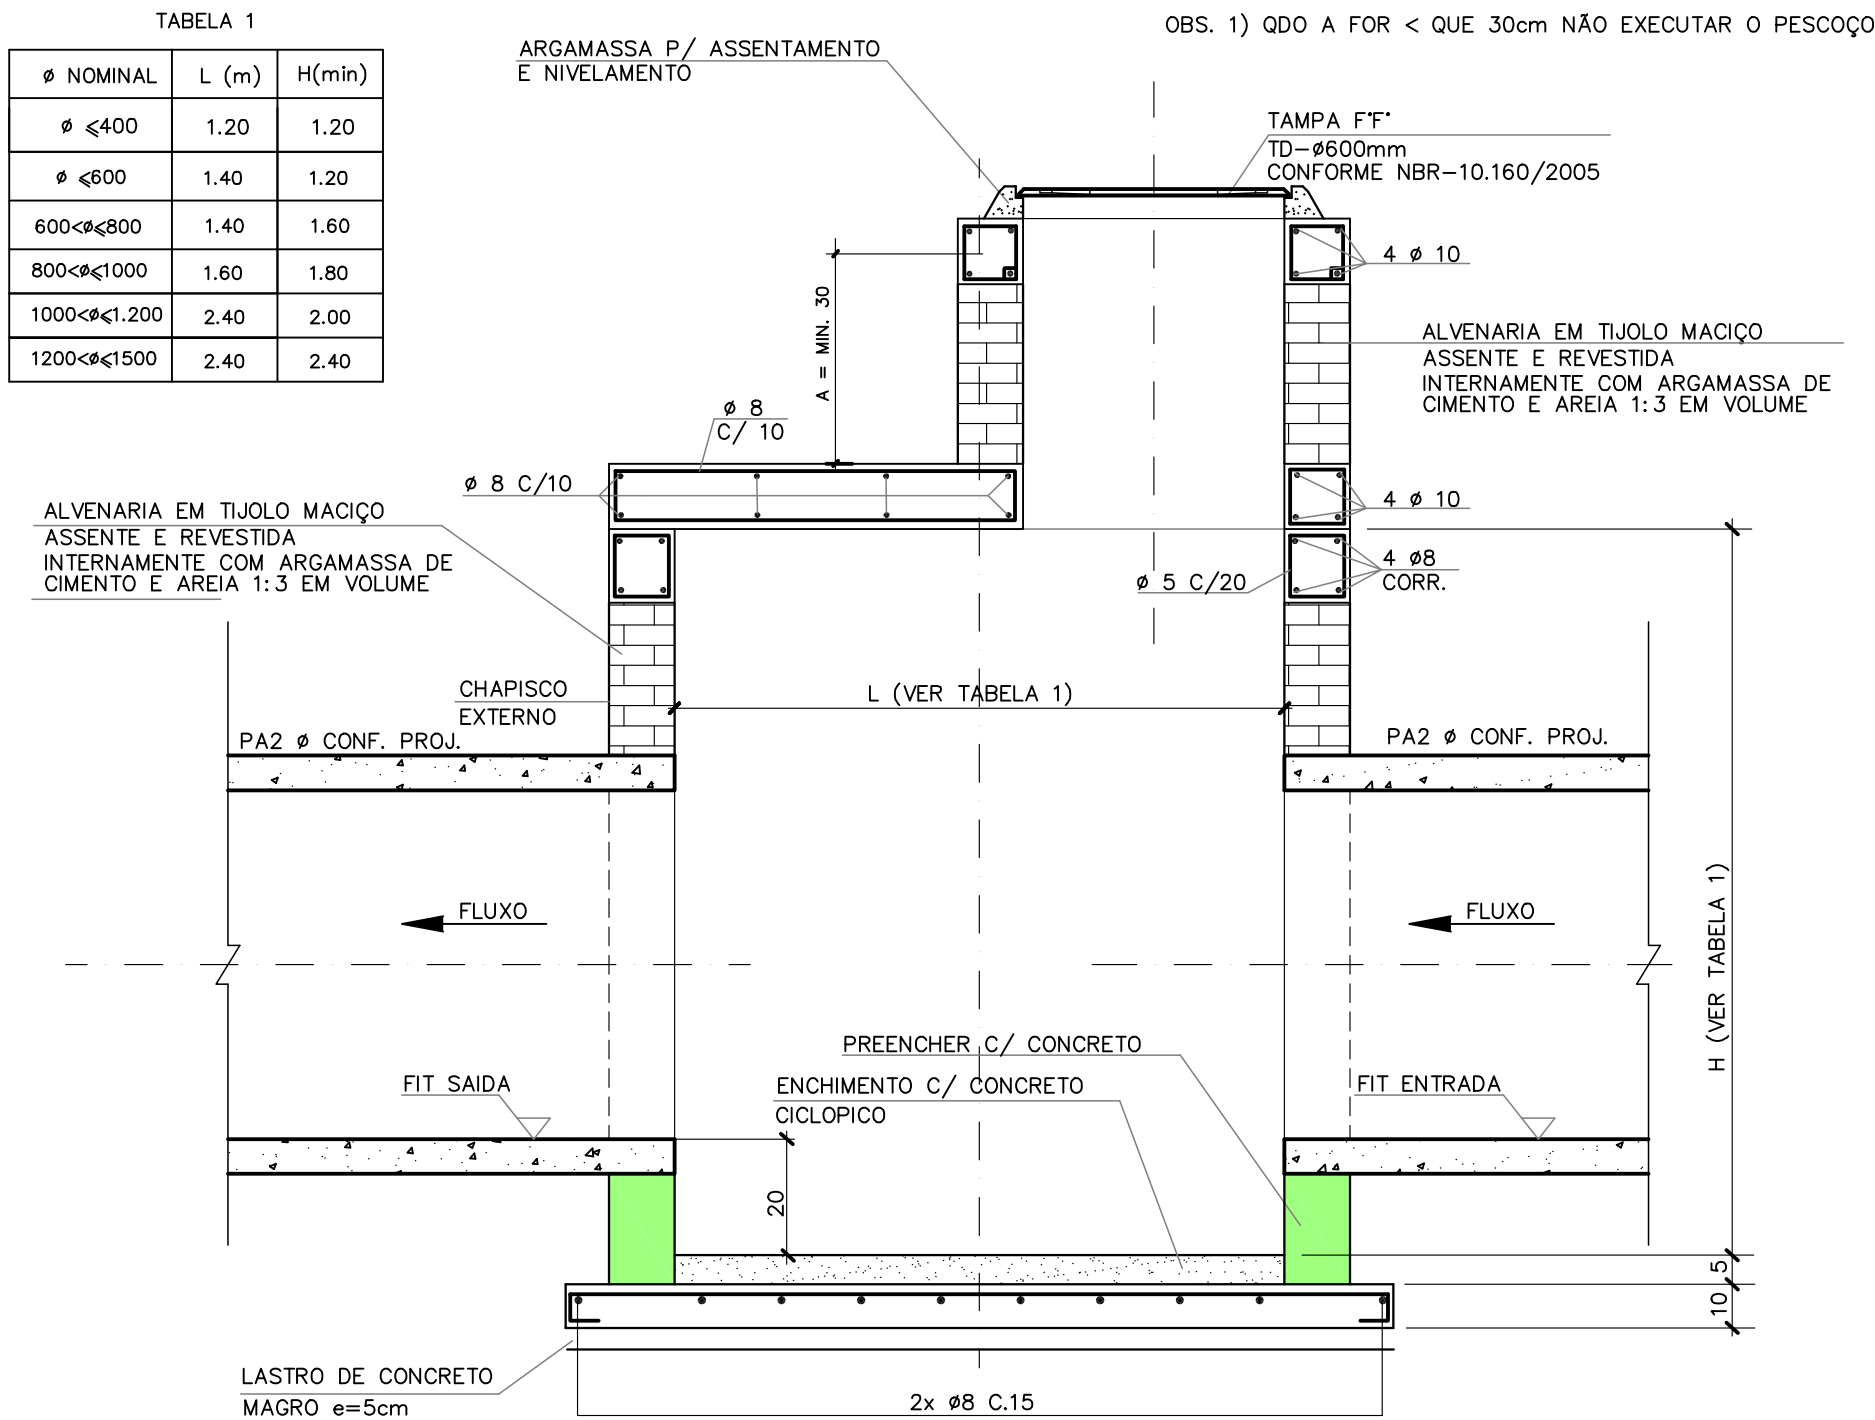 TABELA 1
Ø NOMINAL L (m) H(min)
Ø ⩽400 1.20 1.20
Ø ⩽600 1.40 1.20
600<Ø⩽800 1.40 1.60
800<Ø⩽1000 1.60 1.80
1000<Ø⩽1.200 2.40 2.00
1200<Ø⩽1500 2.40 2.40
OBS. 1) QDO A FOR < QUE 30cm NÃO EXECUTAR O PESCOÇO
ARGAMASSA P/ ASSENTAMENTO
E NIVELAMENTO
TAMPA F°F°
TD-Ø600mm
CONFORME NBR-10.160/2005
4 Ø 10
A = MIN. 30
ALVENARIA EM TIJOLO MACIÇO
ASSENTE E REVESTIDA
INTERNAMENTE COM ARGAMASSA DE
CIMENTO E AREIA 1:3 EM VOLUME
Ø 8
C/ 10
Ø 8 C/10
4 Ø 10
ALVENARIA EM TIJOLO MACIÇO
ASSENTE E REVESTIDA
INTERNAMENTE COM ARGAMASSA DE
CIMENTO E AREIA 1:3 EM VOLUME
Ø 5 C/20
4 Ø8
CORR.
CHAPISCO
EXTERNO
L (VER TABELA 1)
PA2 Ø CONF. PROJ.
PA2 Ø CONF. PROJ.
FLUXO
FLUXO
H (VER TABELA 1)
PREENCHER C/ CONCRETO
ENCHIMENTO C/ CONCRETO
CICLOPICO
FIT SAIDA
FIT ENTRADA
20
5
10
LASTRO DE CONCRETO
MAGRO e=5cm
2x Ø8 C.15